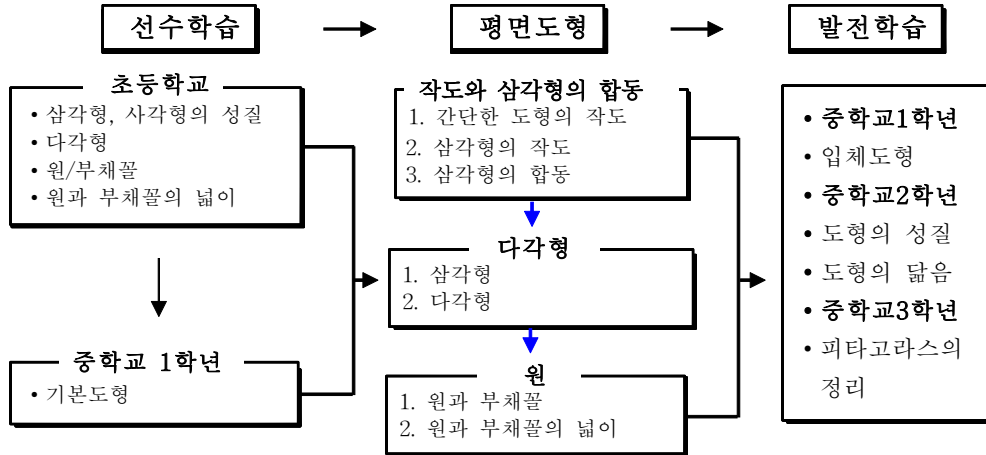 선수학습
평면도형
발전학습
초등학교
• 삼각형, 사각형의 성질
• 다각형
• 원/부채꼴
• 원과 부채꼴의 넓이
중학교 1학년
• 기본도형
작도와 삼각형의 합동
1. 간단한 도형의 작도
2. 삼각형의 작도
3. 삼각형의 합동
다각형
1. 삼각형
2. 다각형
원
1. 원과 부채꼴
2. 원과 부채꼴의 넓이
• 중학교1학년
• 입체도형
• 중학교2학년
• 도형의 성질
• 도형의 닮음
• 중학교3학년
• 피타고라스의
정리